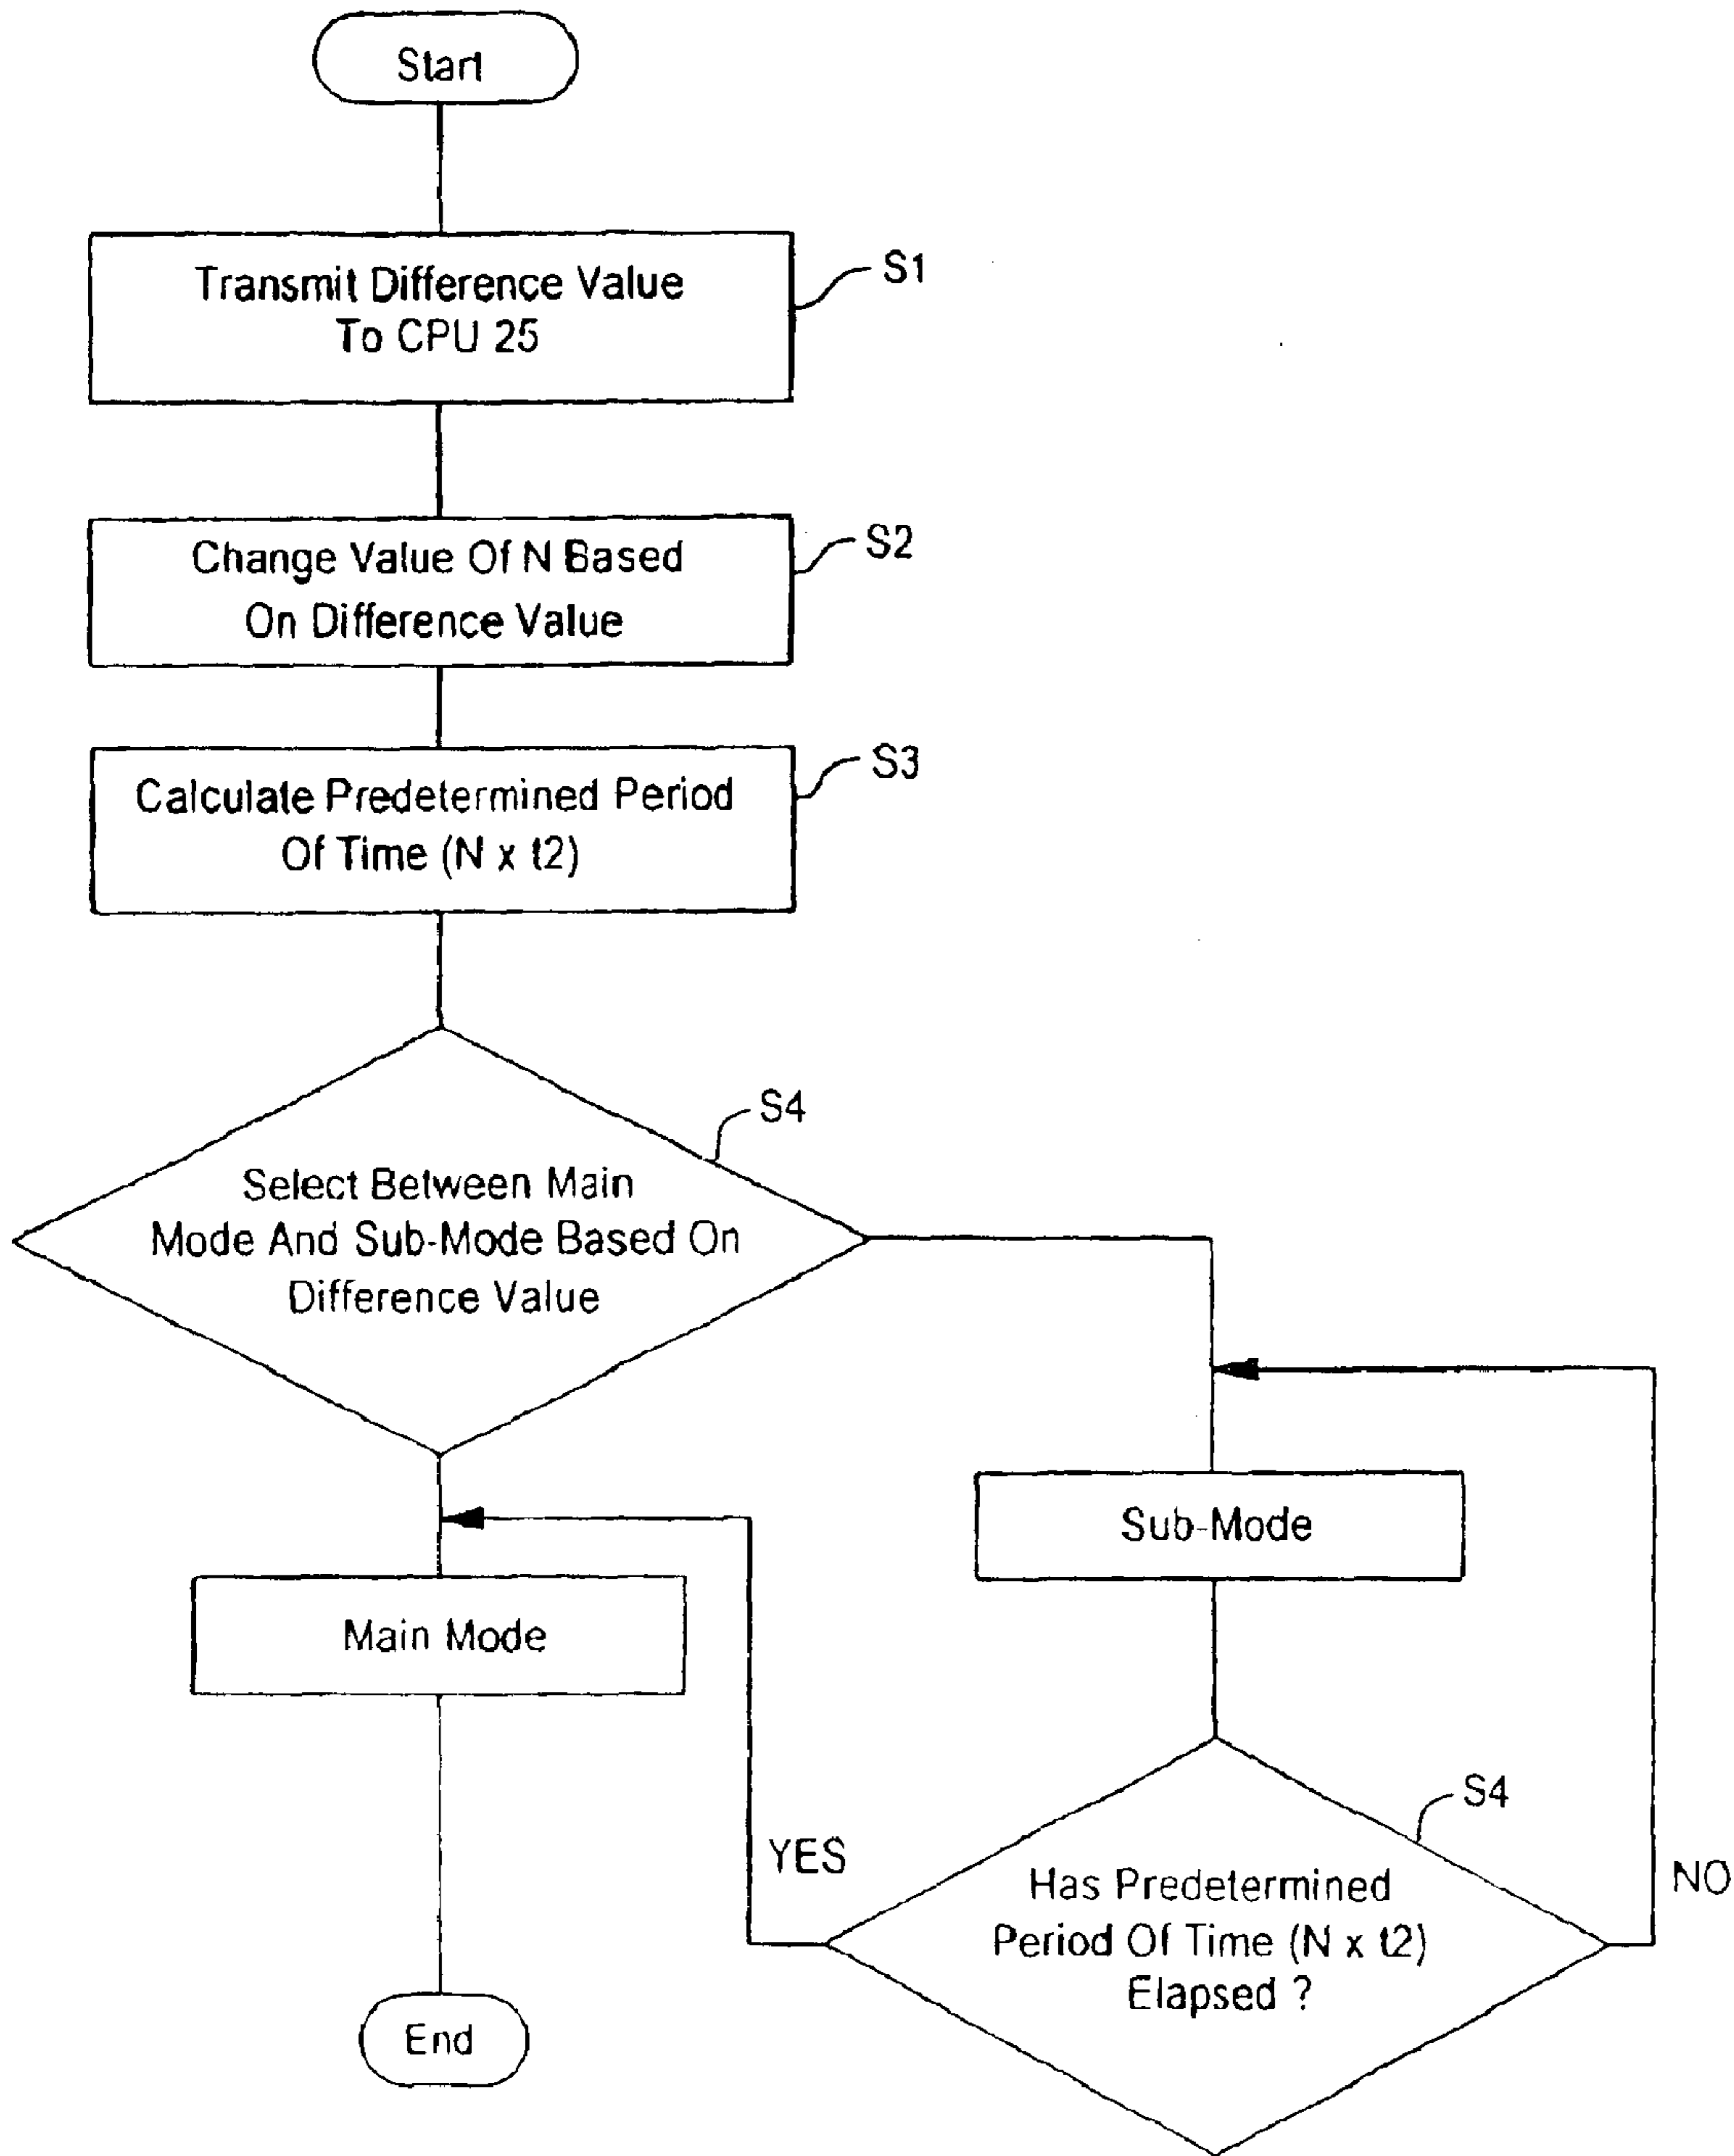 Start
Transmit Difference Value
To CPU 25
S1
Change Value Of N Based
On Difference Value
S2
Calculate Predetermined Period
Of Time (N x t2)
S3
Select Between Main
Mode And Sub-Mode Based On
Difference Value
S4
Sub-Mode
Main Mode
S4
YES
Has Predetermined
Period Of Time (N x t2)
Elapsed ?
NO
End